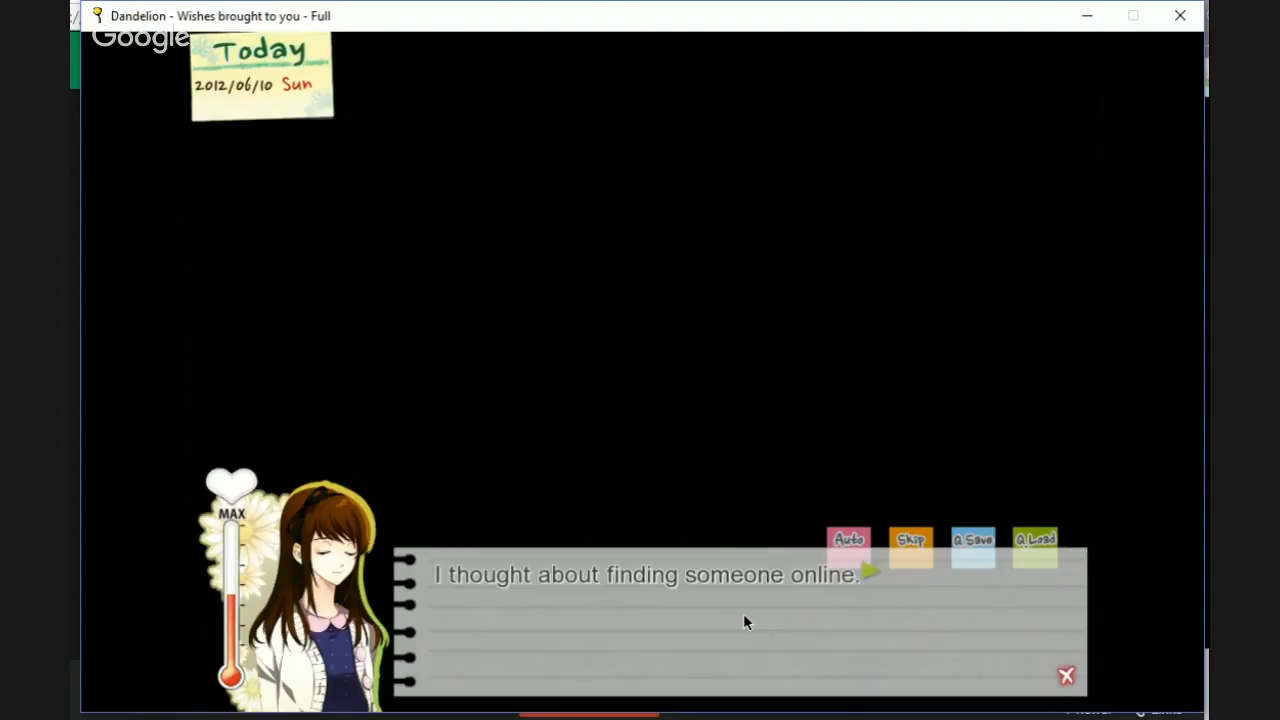 Dandelion - Wishes brought to you - Full
Google
Today
2012/06/10 Sun
MAX
Auto
Skip
Q.Save
Q.Load
I thought about finding someone online.